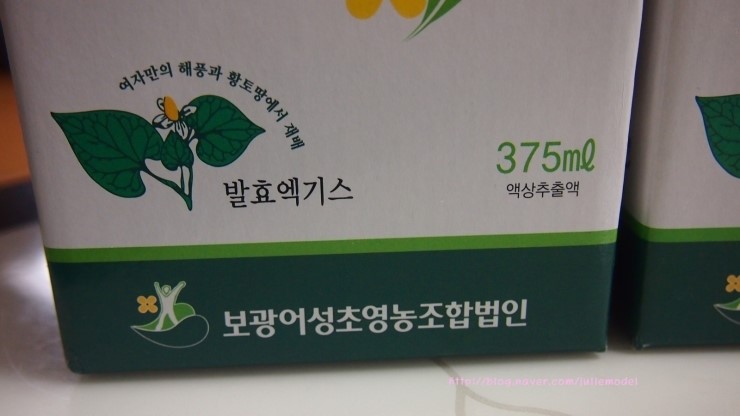 여자만의 해풍과 황토땅에서 재배
발효엑기스
375㎖
액상추출액
보광어성초영농조합법인
http://blog.naver.com/juliemodel